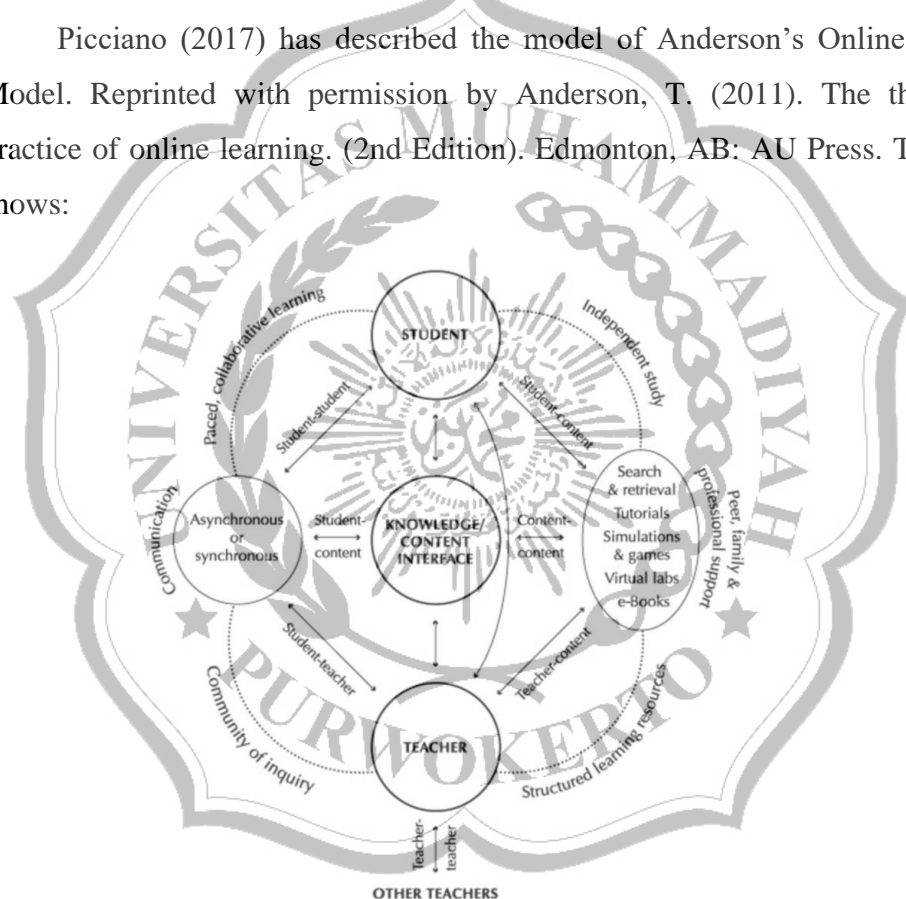 Picciano (2017) has described the model of Anderson's Online
Model. Reprinted with permission by Anderson, T. (2011). The th
ractice of online learning. (2nd Edition). Edmonton, AB: AU Press. T
hows:
UNIVERSITAS MUHAMMADIYAH
PURWOKERTO
Paced, collaborative learning
STUDENT
Independent study
Student-student
Student-content
Communication
Asynchronous
or
synchronous
Student-
content
KNOWLEDGE/
CONTENT
INTERFACE
Content-
content
Search
& retrieval
Tutorials
Simulations
& games
Virtual labs
e-Books
Peer, family &
professional support
Student-teacher
Teacher-content
Community of inquiry
TEACHER
Structured learning resources
Teacher-
teacher
OTHER TEACHERS